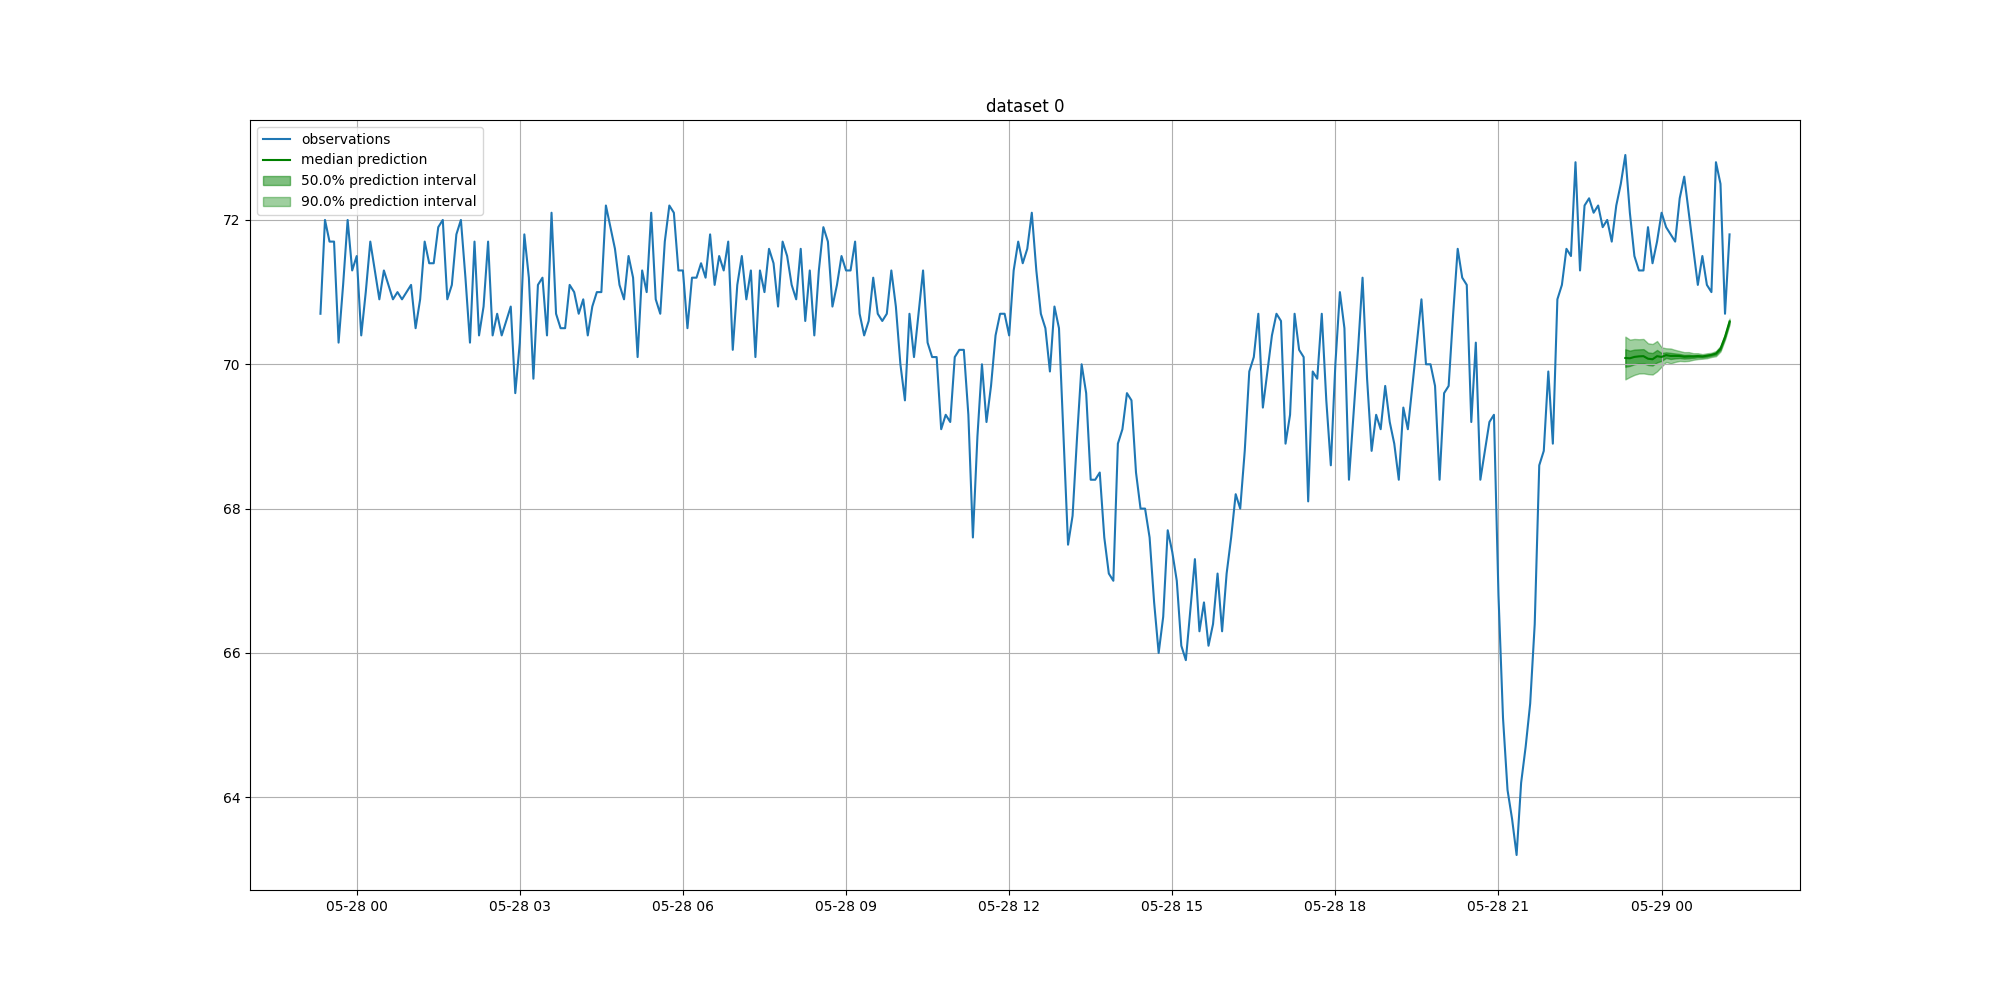 dataset 0
observations
median prediction
50.0% prediction interval
90.0% prediction interval
72
70
68
66
64
05-28 00
05-28 03
05-28 06
05-28 09
05-28 12
05-28 15
05-28 18
05-28 21
05-29 00